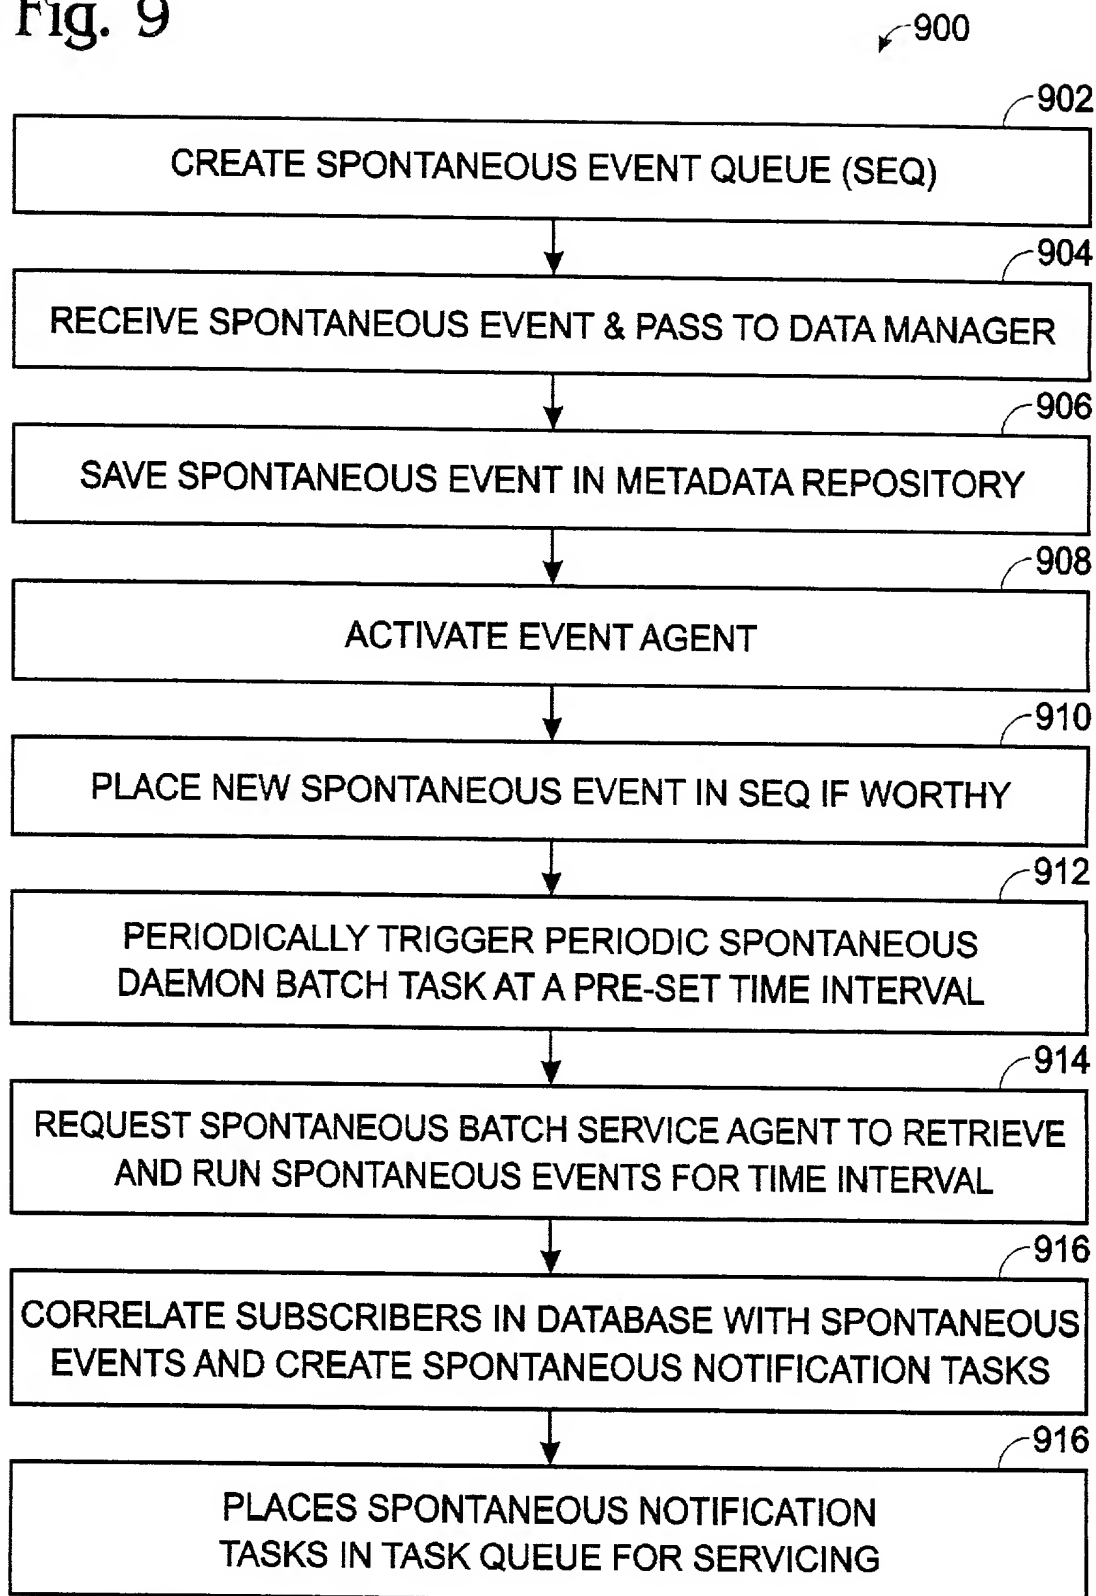 Fig. 9
900
902
CREATE SPONTANEOUS EVENT QUEUE (SEQ)
904
RECEIVE SPONTANEOUS EVENT & PASS TO DATA MANAGER
906
SAVE SPONTANEOUS EVENT IN METADATA REPOSITORY
908
ACTIVATE EVENT AGENT
910
PLACE NEW SPONTANEOUS EVENT IN SEQ IF WORTHY
912
PERIODICALLY TRIGGER PERIODIC SPONTANEOUS
DAEMON BATCH TASK AT A PRE-SET TIME INTERVAL
914
REQUEST SPONTANEOUS BATCH SERVICE AGENT TO RETRIEVE
AND RUN SPONTANEOUS EVENTS FOR TIME INTERVAL
916
CORRELATE SUBSCRIBERS IN DATABASE WITH SPONTANEOUS
EVENTS AND CREATE SPONTANEOUS NOTIFICATION TASKS
916
PLACES SPONTANEOUS NOTIFICATION
TASKS IN TASK QUEUE FOR SERVICING